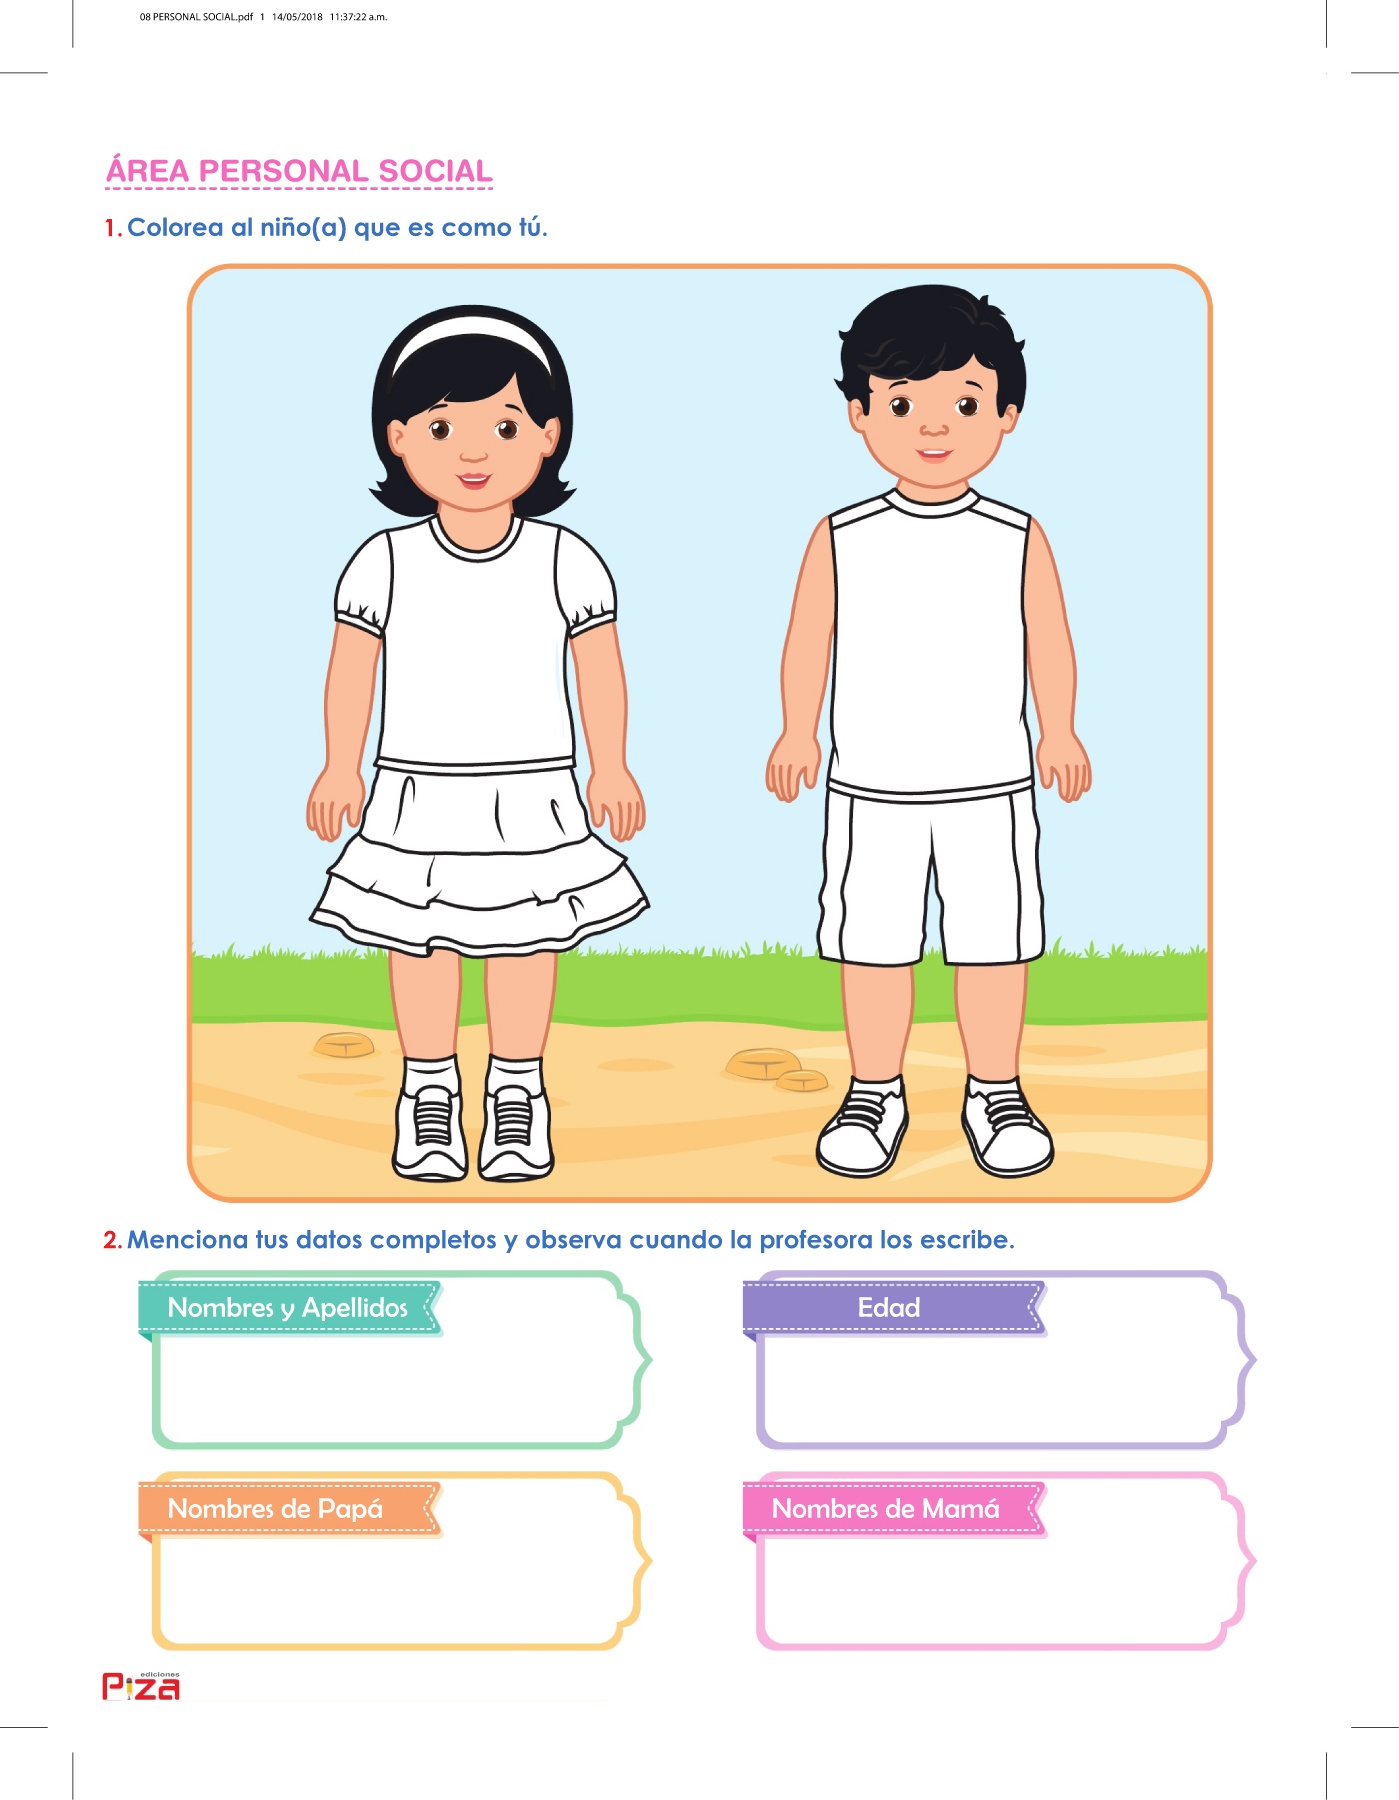 08 PERSONAL SOCIAL.pdf 1 14/05/2018 11:37:22 a.m.
ÁREA PERSONAL SOCIAL
1. Colorea al niño(a) que es como tú.
2. Menciona tus datos completos y observa cuando la profesora los escribe.
Nombres y Apellidos
Edad
Nombres de Papá
Nombres de Mamá
ediciones
Piza